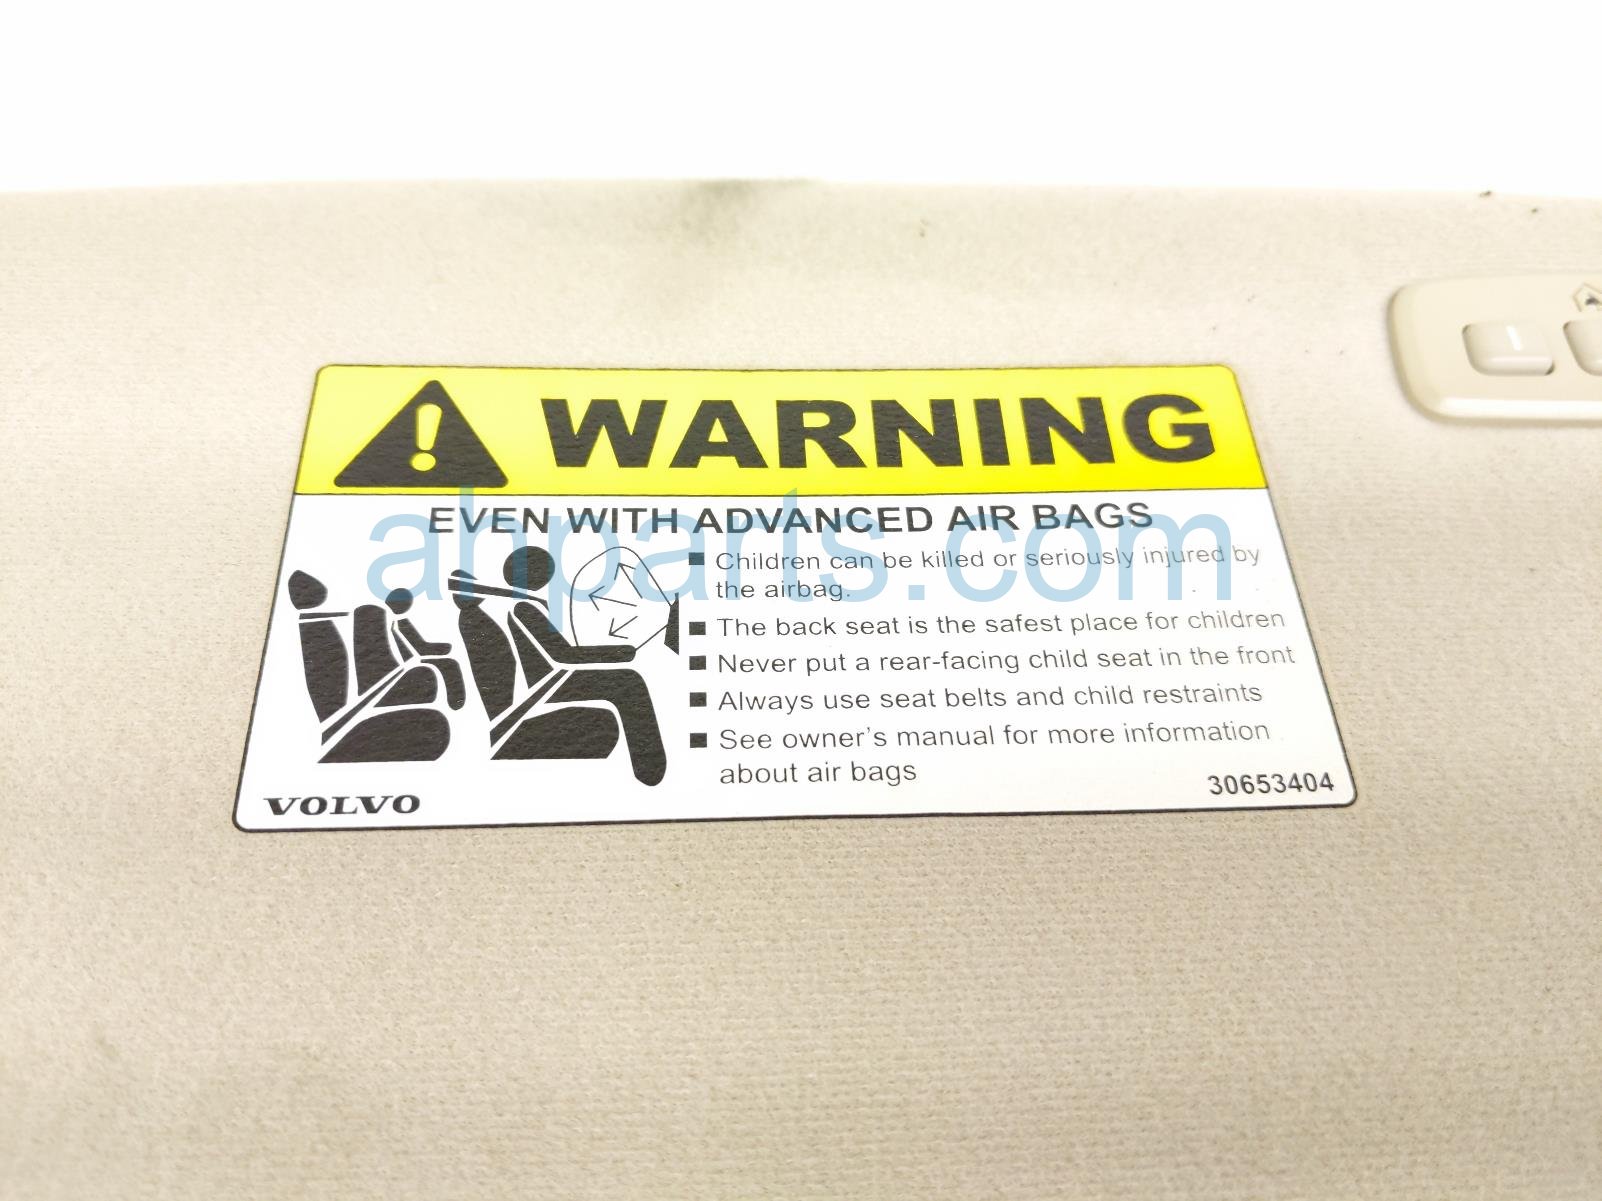 WARNING
EVEN WITH ADVANCED AIR BAGS
■ Children can be killed or seriously injured by
the airbag.
■ The back seat is the safest place for children
■ Never put a rear-facing child seat in the front
■ Always use seat belts and child restraints
■ See owner's manual for more information
about air bags
VOLVO
30653404
ahparts.com